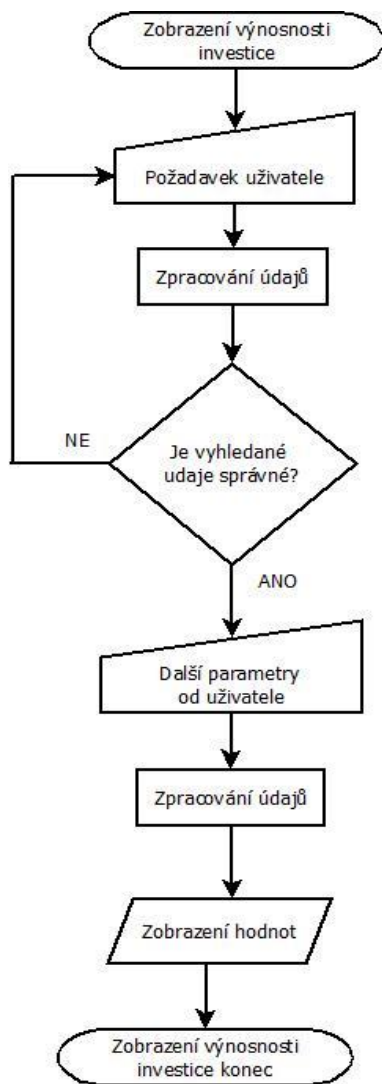 Zobrazení výnosnosti
investice
Požadavek uživatele
Zpracování údajů
NE
Je vyhledané
udaje správné?
ANO
Další parametry
od uživatele
Zpracování údajů
Zobrazení hodnot
Zobrazení výnosnosti
investice konec